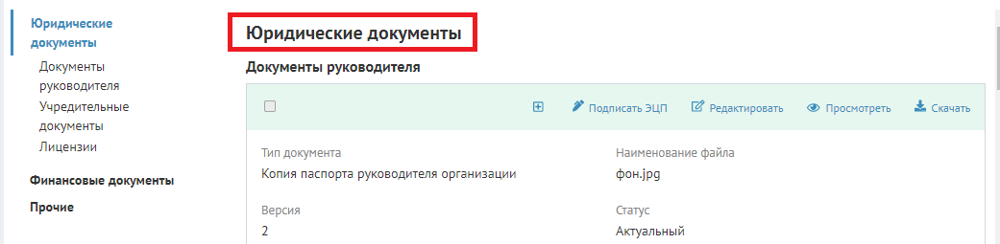 Юридические
документы
Документы
руководителя
Учредительные
документы
Лицензии
Финансовые документы
Прочие
Юридические документы
Документы руководителя
Подписать ЭЦП Редактировать Просмотреть Скачать
Тип документа Наименование файла
Копия паспорта руководителя организации фон.jpg
Версия Статус
2 Актуальный